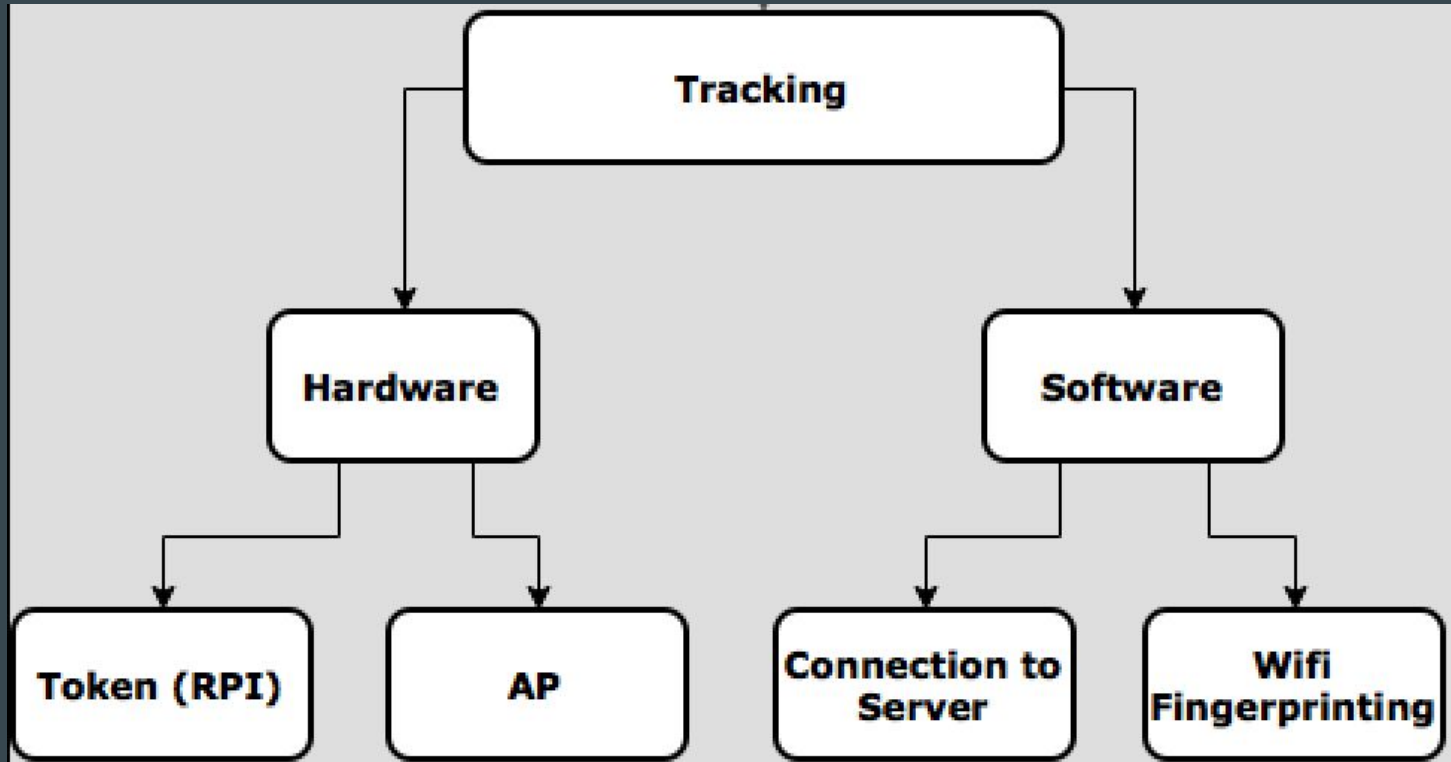 Tracking
Hardware
Software
Token (RPI)
AP
Connection to
Server
Wifi
Fingerprinting